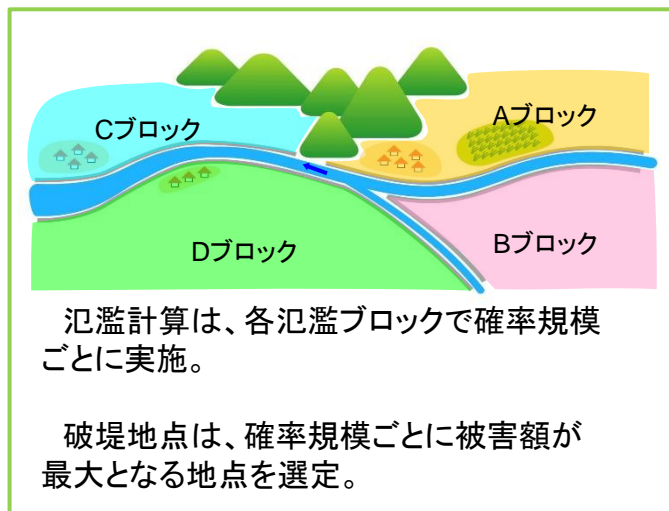 Cブロック
Aブロック
Dブロック
Bブロック
氾濫計算は、各氾濫ブロックで確率規模
ごとに実施。
破堤地点は、確率規模ごとに被害額が
最大となる地点を選定。